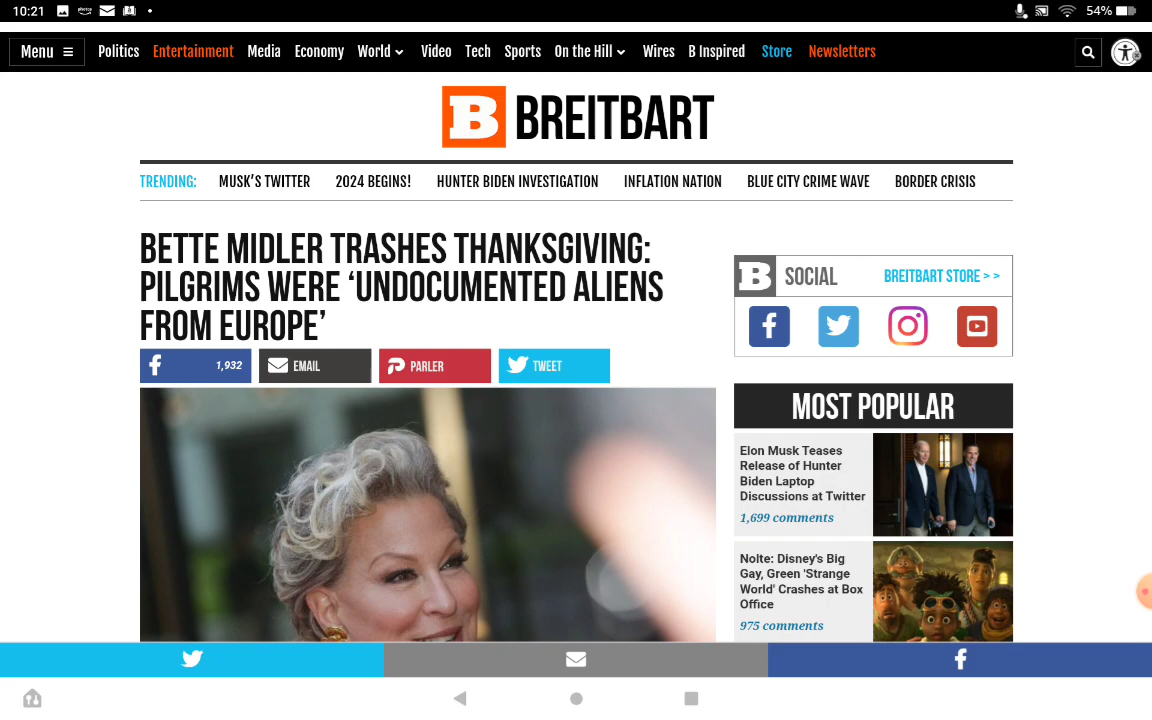 10:21
54%
Menu Politics Entertainment Media Economy World Video Tech Sports On the Hill Wires B Inspired Store Newsletters
B BREITBART
TRENDING: MUSK’S TWITTER 2024 BEGINS! HUNTER BIDEN INVESTIGATION INFLATION NATION BLUE CITY CRIME WAVE BORDER CRISIS
BETTE MIDLER TRASHES THANKSGIVING:
PILGRIMS WERE ‘UNDOCUMENTED ALIENS
FROM EUROPE’
1,932 EMAIL PARLER TWEET
B SOCIAL BREITBART STORE > >
MOST POPULAR
Elon Musk Teases
Release of Hunter
Biden Laptop
Discussions at Twitter
1,699 comments
Nolte: Disney's Big
Gay, Green 'Strange
World' Crashes at Box
Office
975 comments